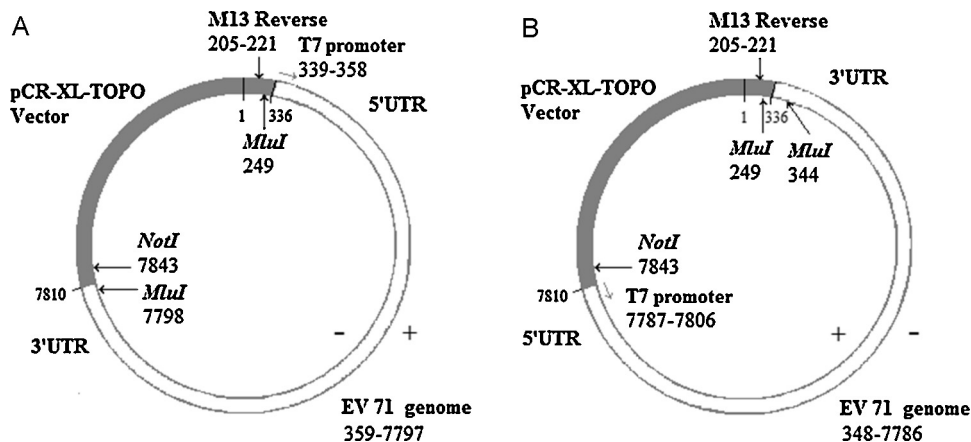 A
M13 Reverse
205-221
T7 promoter
339-358
pCR-XL-TOPO
Vector
5'UTR
1
336
MluI
249
NotI
7843
7810
MluI
7798
3'UTR
-
+
EV 71 genome
359-7797
B
M13 Reverse
205-221
3'UTR
pCR-XL-TOPO
Vector
1
336
MluI
249
MluI
344
NotI
7843
7810
T7 promoter
7787-7806
5'UTR
+
-
EV 71 genome
348-7786